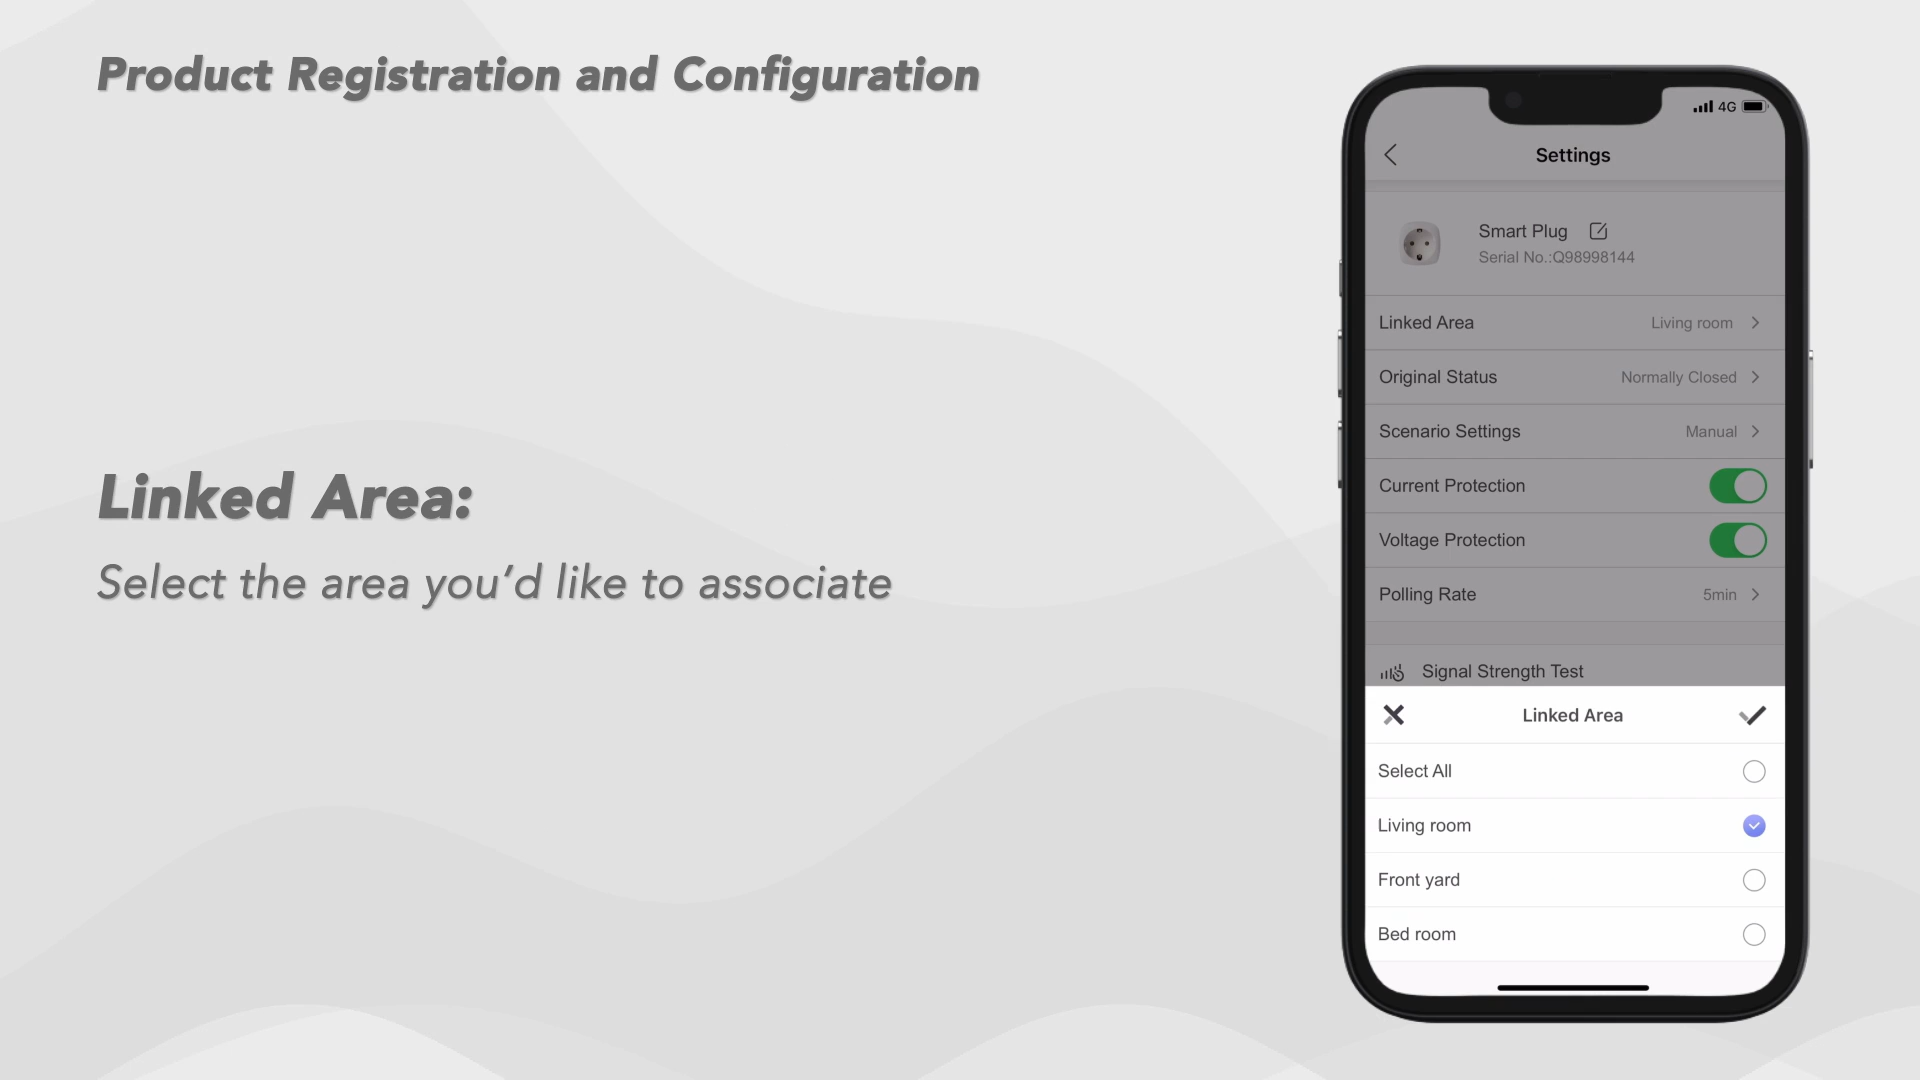 Product Registration and Configuration
Linked Area:
Select the area you’d like to associate
4G
Settings
Smart Plug
Serial No.:Q98998144
Linked Area Living room
Original Status Normally Closed
Scenario Settings Manual
Current Protection
Voltage Protection
Polling Rate 5min
Signal Strength Test
Linked Area
Select All
Living room
Front yard
Bed room